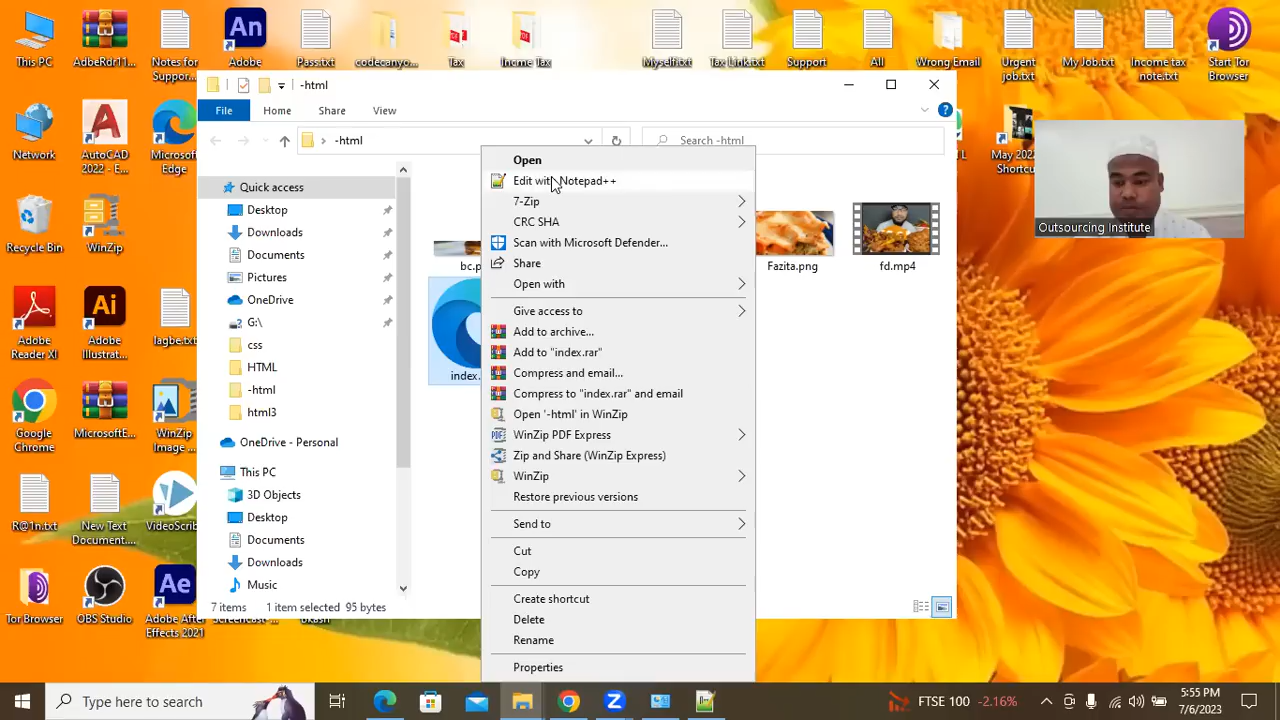 This PC
AdbeRdr11...
Notes for
Suppor...
Adobe
Pass.txt
codecanyo...
Tax
Incme Tax
Myself.txt
Tax Link.txt
Support
All
Wrong Email
Urgent
job.txt
My Job.txt
Income tax
note.txt
Start Tor
Browser
-html
File
Home
Share
View
-html
Search -html
Network
AutoCAD
2022 - E...
Microsoft
Edge
May 202
Outsourcing Institute
Quick access
Desktop
Downloads
Documents
Pictures
OneDrive
G:\
css
HTML
-html
html3
OneDrive - Personal
This PC
3D Objects
Desktop
Documents
Downloads
Music
Open
Edit with Notepad++
7-Zip
CRC SHA
Scan with Microsoft Defender...
Share
Open with
Give access to
Add to archive...
Add to "index.rar"
Compress and email...
Compress to "index.rar" and email
Open '-html' in WinZip
WinZip PDF Express
Zip and Share (WinZip Express)
WinZip
Restore previous versions
Send to
Cut
Copy
Create shortcut
Delete
Rename
Properties
bc.p
index.
Fazita.png
fd.mp4
Recycle Bin
WinZip
Adobe
Reader XI
Adobe
Illustrat...
lagbe.txt
Google
Chrome
MicrosoftE...
WinZip
Image ...
R@1n.txt
New Text
Document....
VideoScrib
Tor Browser
OBS Studio
Adobe After
Effects 2021
7 items
1 item selected
95 bytes
Type here to search
FTSE 100
-2.16%
5:55 PM
7/6/2023